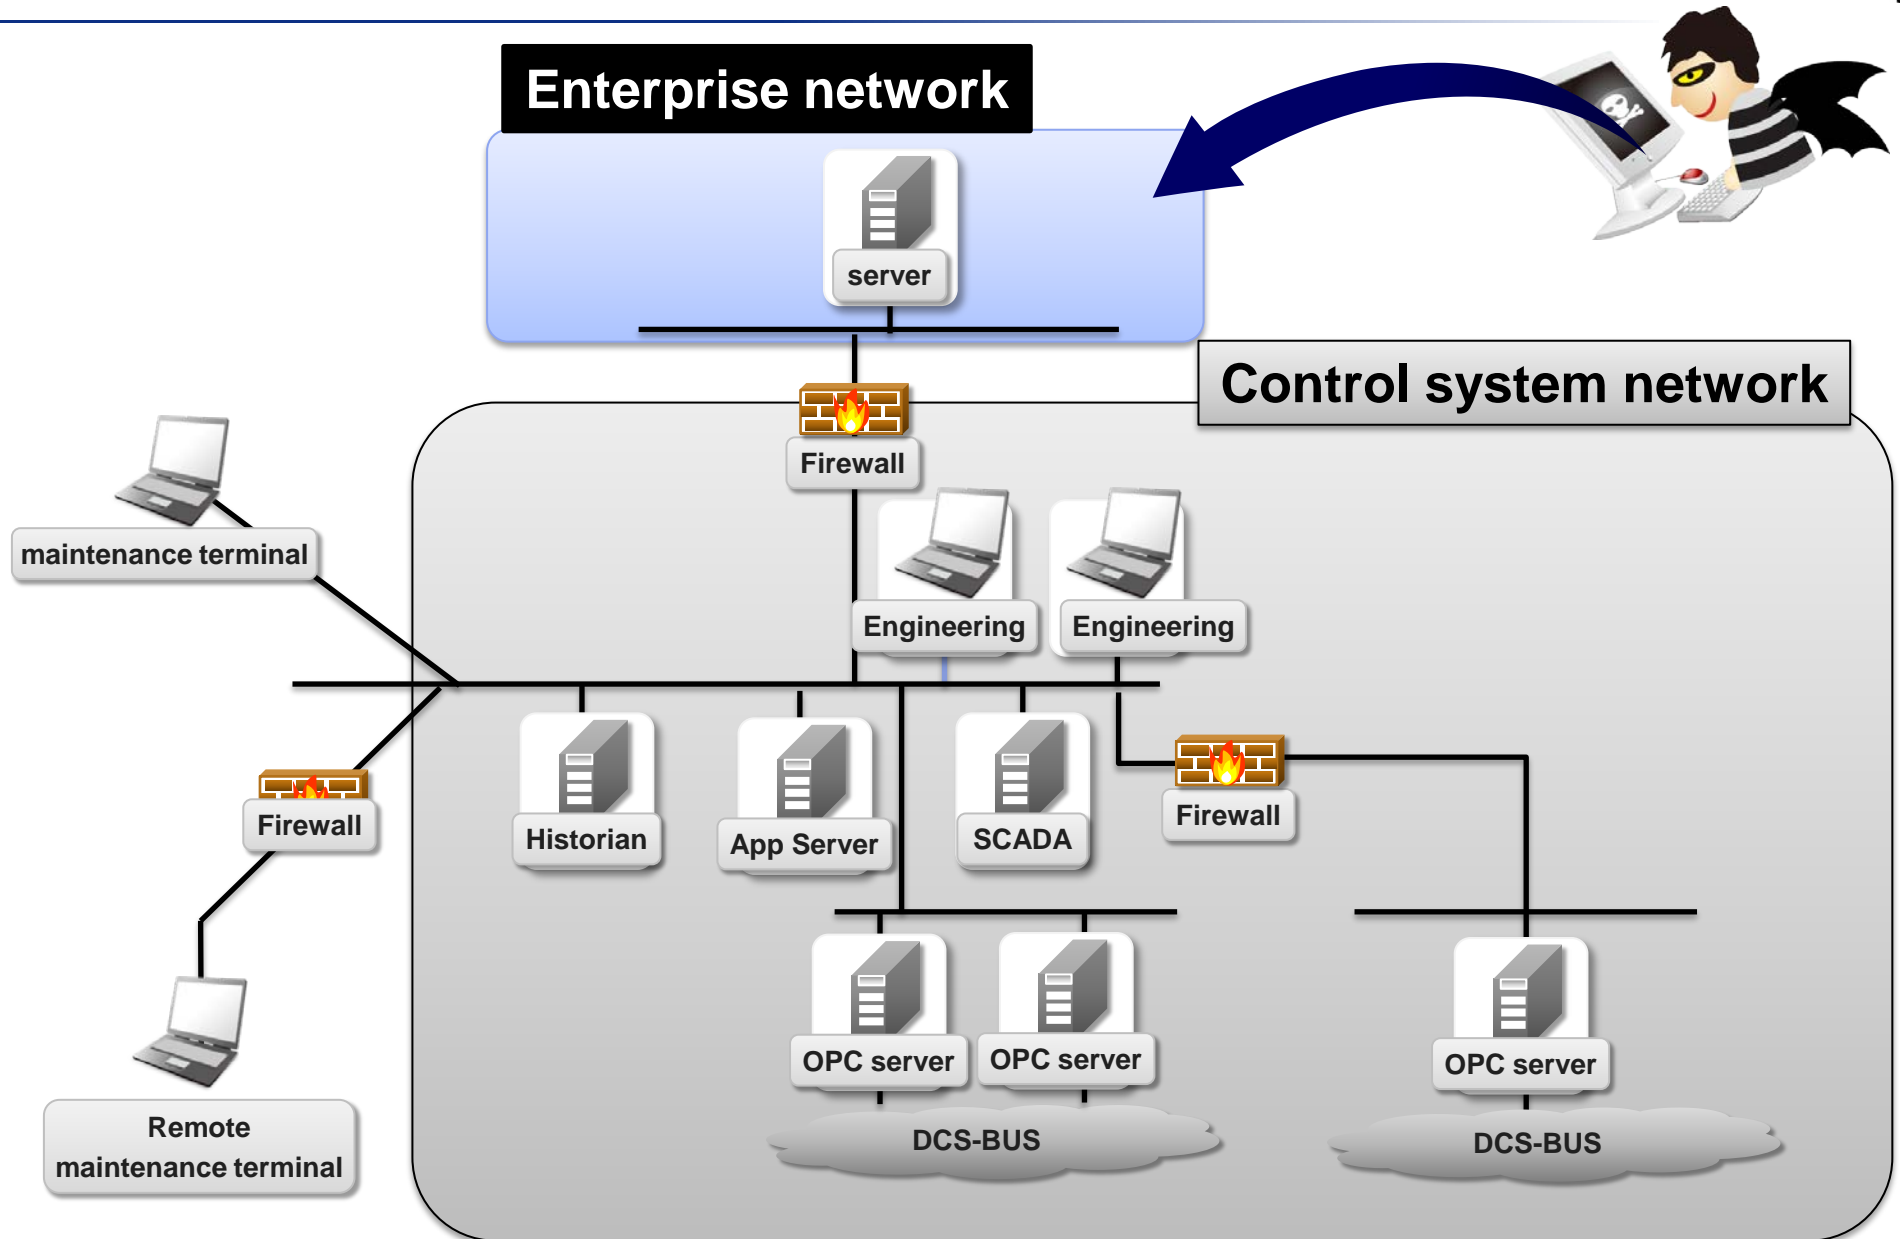 Enterprise network
server
Control system network
Firewall
maintenance terminal
Engineering
Engineering
Firewall
Historian
App Server
SCADA
Firewall
OPC server
OPC server
OPC server
Remote
maintenance terminal
DCS-BUS
DCS-BUS